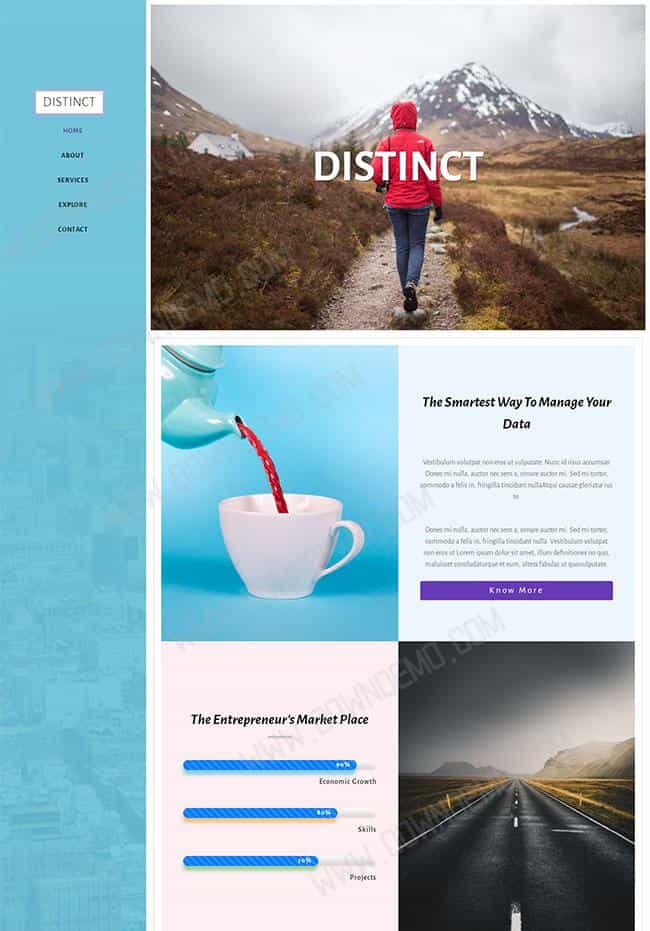 DISTINCT
HOME
ABOUT
SERVICES
EXPLORE
CONTACT
DISTINCT
The Smartest Way To Manage Your
Data
Vestibulum volutpat non eros ut vulputate. Nunc id risus accumsan
Donec mi nulla, auctor nec sem a, ornare auctor mi. Sed mi tortor,
commodo a felis in, fringilla tincidunt nulla
te
Donec mi nulla, auctor nec sem a, ornare auctor mi. Sed mi tortor,
commodo a felis in, fringilla tincidunt nulla. Vestibulum volutpat
non eros ut Lorem ipsum dolor sit amet, illum definitiones no quo,
maluisset concludaturque et eum, altera fabulas ut quo
Know More
The Entrepreneur's Market Place
90%
Economic Growth
80%
Skills
70%
Projects
WWW.DOWNDEMO.COM